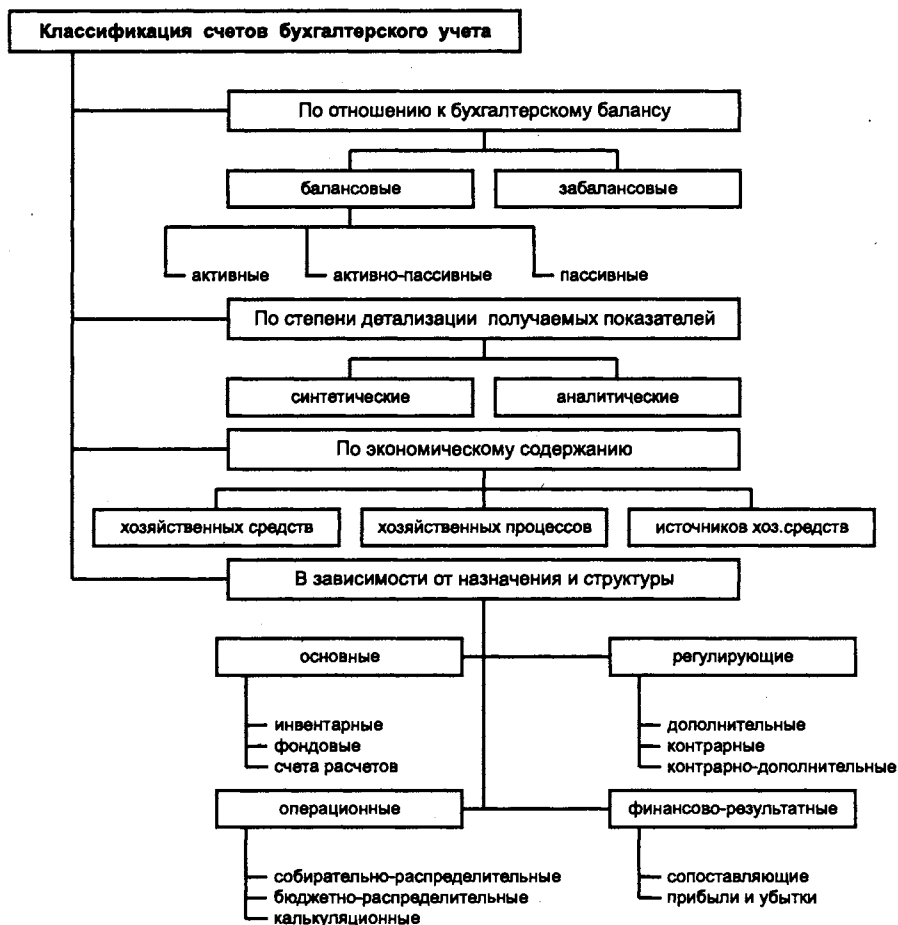 Классификация счетов бухгалтерского учета
По отношению к бухгалтерскому балансу
балансовые
забалансовые
активные
активно-пассивные
пассивные
По степени детализации получаемых показателей
синтетические
аналитические
По экономическому содержанию
хозяйственных средств
хозяйственных процессов
источников хоз.средств
В зависимости от назначения и структуры
основные
регулирующие
инвентарные
фондовые
счета расчетов
дополнительные
контрарные
контрарно-дополнительные
операционные
финансово-результатные
собирательно-распределительные
бюджетно-распределительные
калькуляционные
сопоставляющие
прибыли и убытки